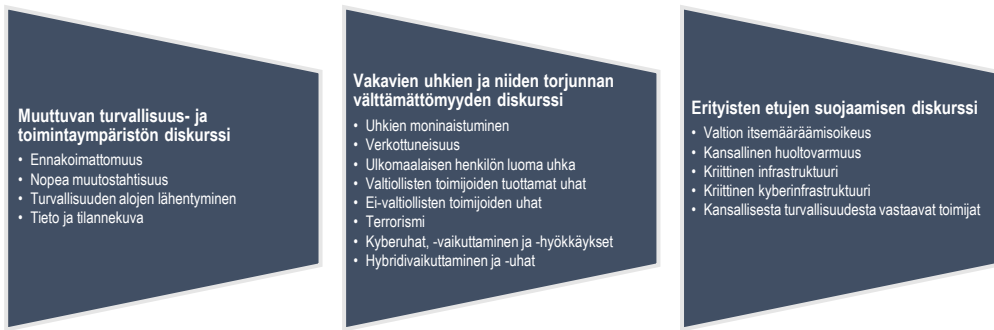 Muuttuvan turvallisuus- ja
toimintaympäristön diskurssi
• Ennakoimattomuus
• Nopea muutostahtisuus
• Turvallisuuden alojen lähentyminen
• Tieto ja tilannekuva
Vakavien uhkien ja niiden torjunnan
välttämättömyyden diskurssi
• Uhkien moninaistuminen
• Verkottuneisuus
• Ulkomaalaisen henkilön luoma uhka
• Valtiollisten toimijoiden tuottamat uhat
• Ei-valtiollisten toimijoiden uhat
• Terrorismi
• Kyberuhat, -vaikuttaminen ja -hyökkäykset
• Hybridivaikuttaminen ja -uhat
Erityisten etujen suojaamisen diskurssi
• Valtion itsemääräämisoikeus
• Kansallinen huoltovarmuus
• Kriittinen infrastruktuuri
• Kriittinen kyberinfrastruktuuri
• Kansallisesta turvallisuudesta vastaavat toimijat